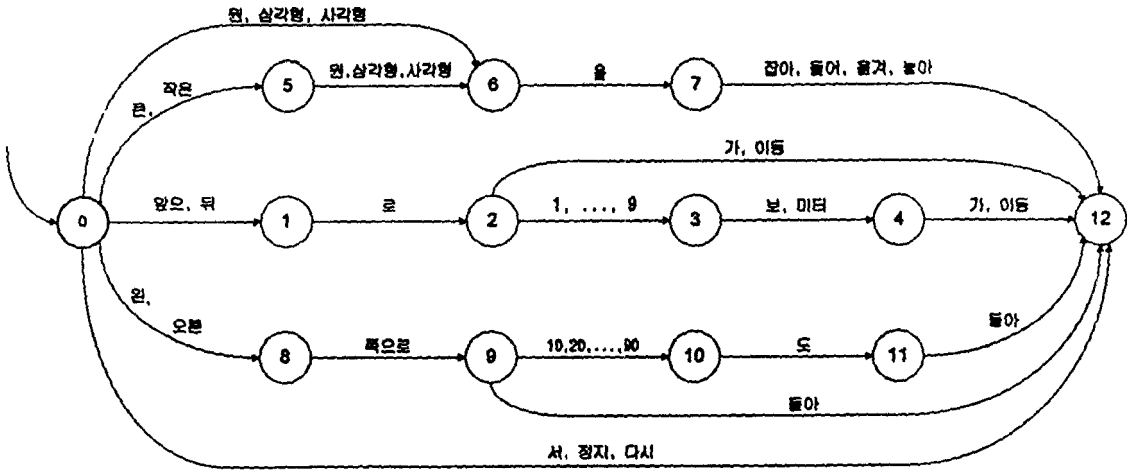 원, 삼각형, 사각형
큰, 작은
5
원,삼각형,사각형
6
을
7
잡아, 들어, 옮겨, 놓아
가, 이동
0
앞으, 뒤
1
로
2
1, ..., 9
3
보, 미터
4
가, 이동
12
왼, 오른
8
쪽으로
9
10,20,...,90
10
도
11
돌아
돌아
서, 정지, 다시